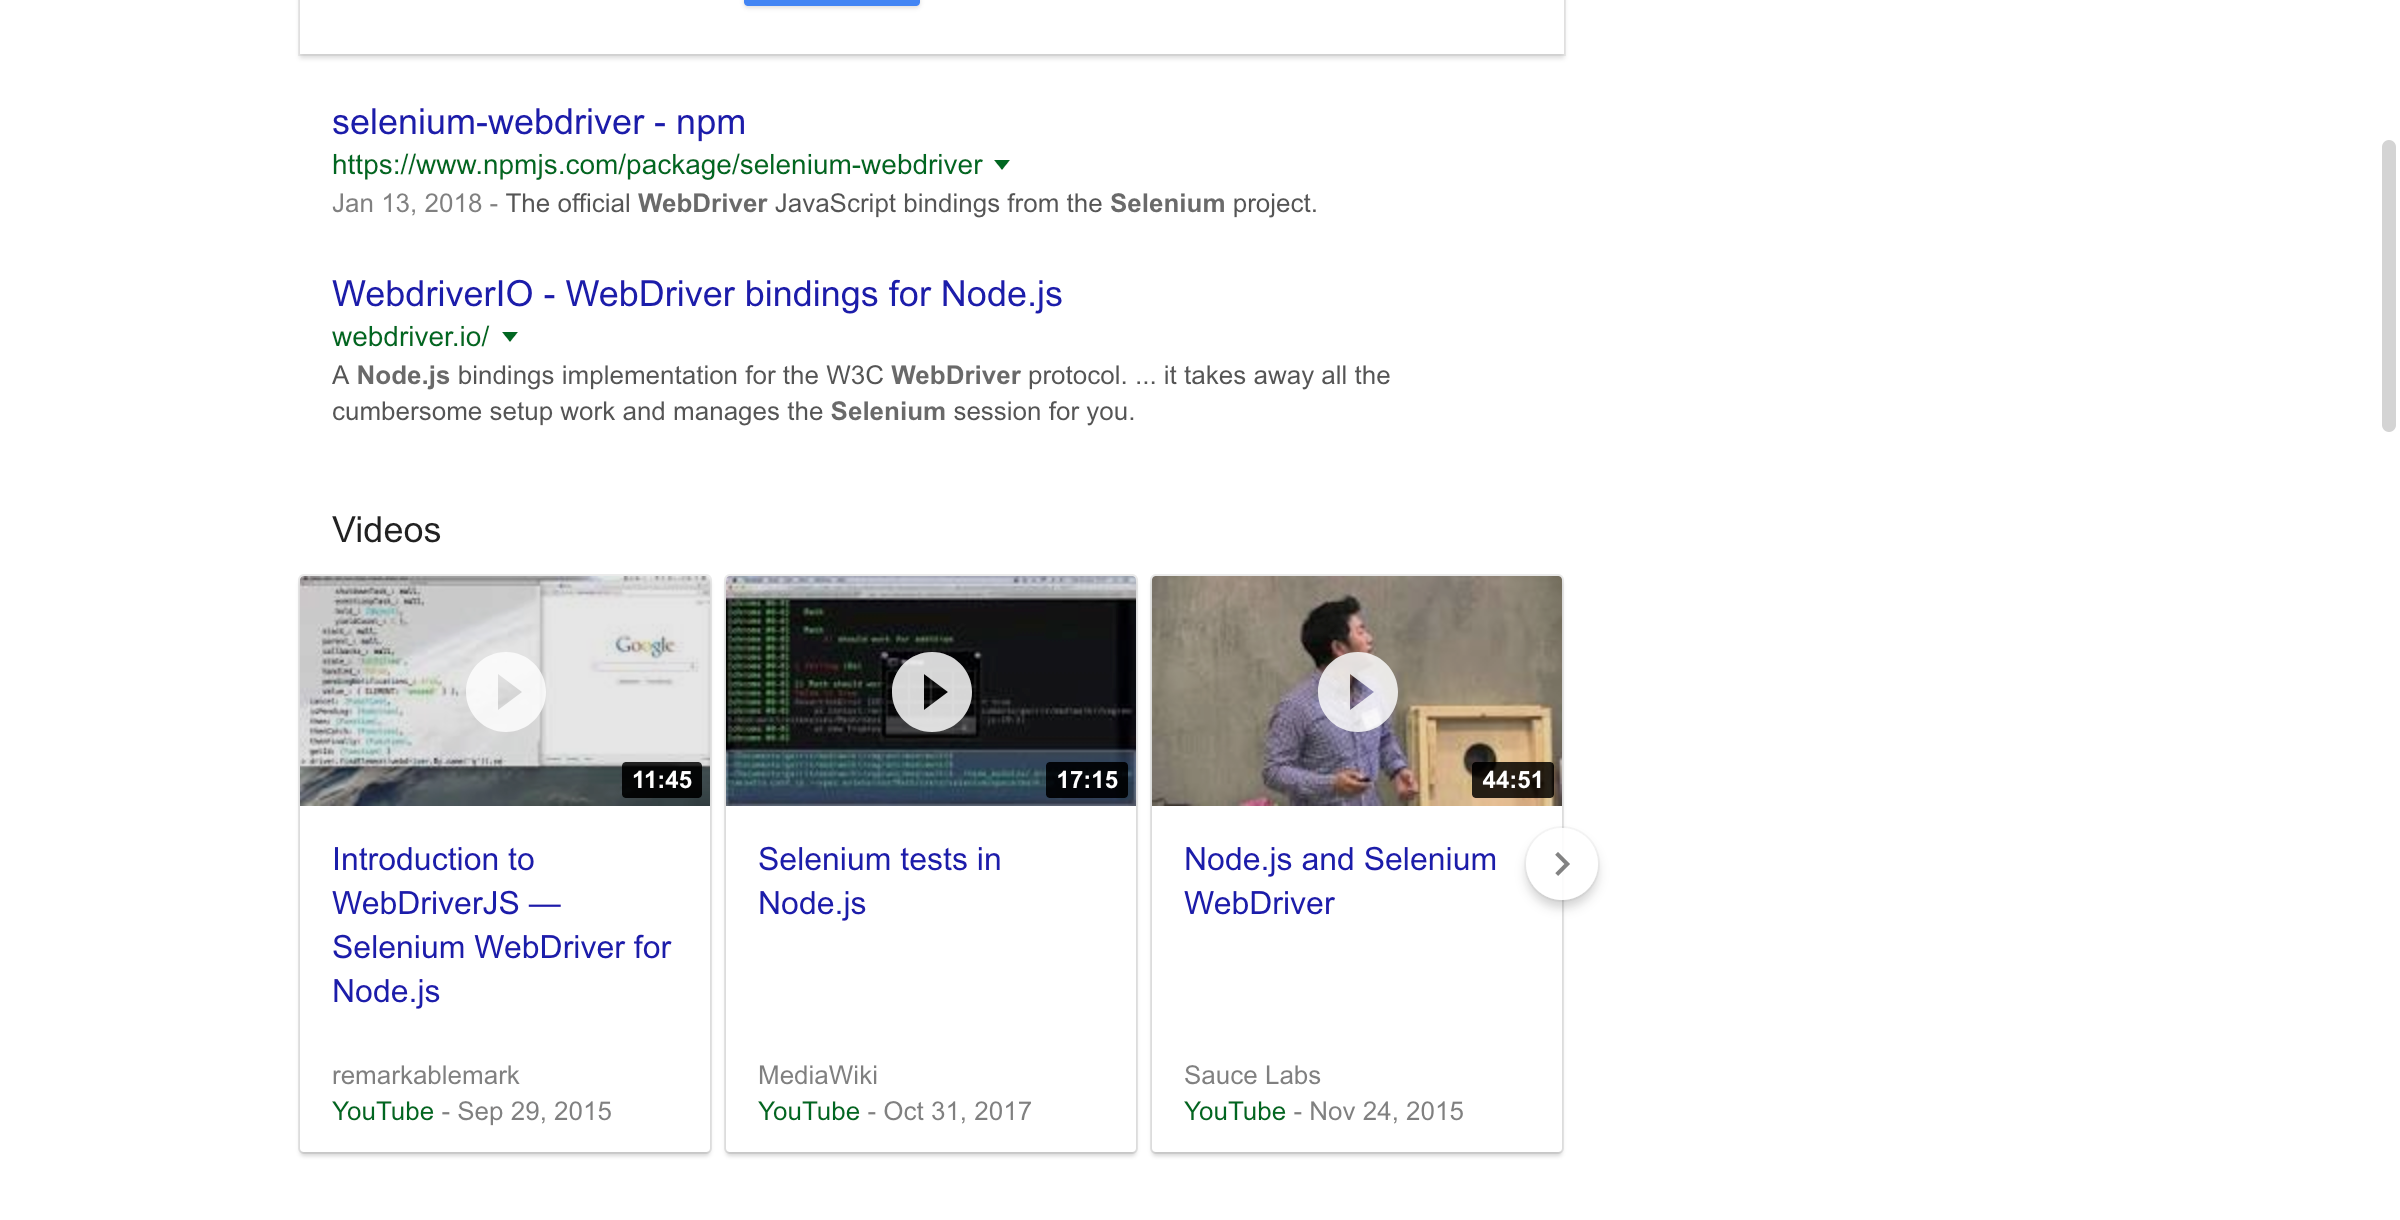 selenium-webdriver - npm
https://www.npmjs.com/package/selenium-webdriver
Jan 13, 2018 - The official WebDriver JavaScript bindings from the Selenium project.
WebdriverIO - WebDriver bindings for Node.js
webdriver.io/
A Node.js bindings implementation for the W3C WebDriver protocol. ... it takes away all the
cumbersome setup work and manages the Selenium session for you.
Videos
Google
11:45
Introduction to
WebDriverJS —
Selenium WebDriver for
Node.js
remarkablemark
YouTube - Sep 29, 2015
17:15
Selenium tests in
Node.js
MediaWiki
YouTube - Oct 31, 2017
44:51
Node.js and Selenium
WebDriver
Sauce Labs
YouTube - Nov 24, 2015